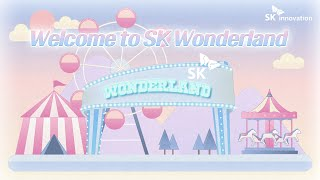 SK innovation
Welcome to SK Wonderland
SK
WONDERLAND